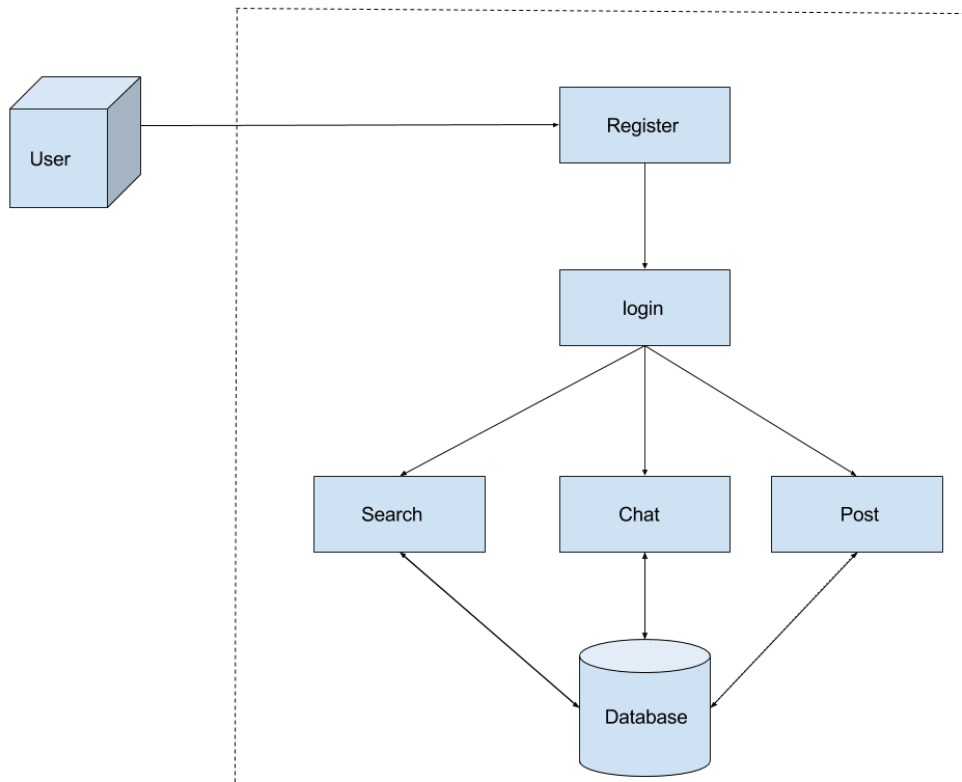 User
Register
login
Search
Chat
Post
Database